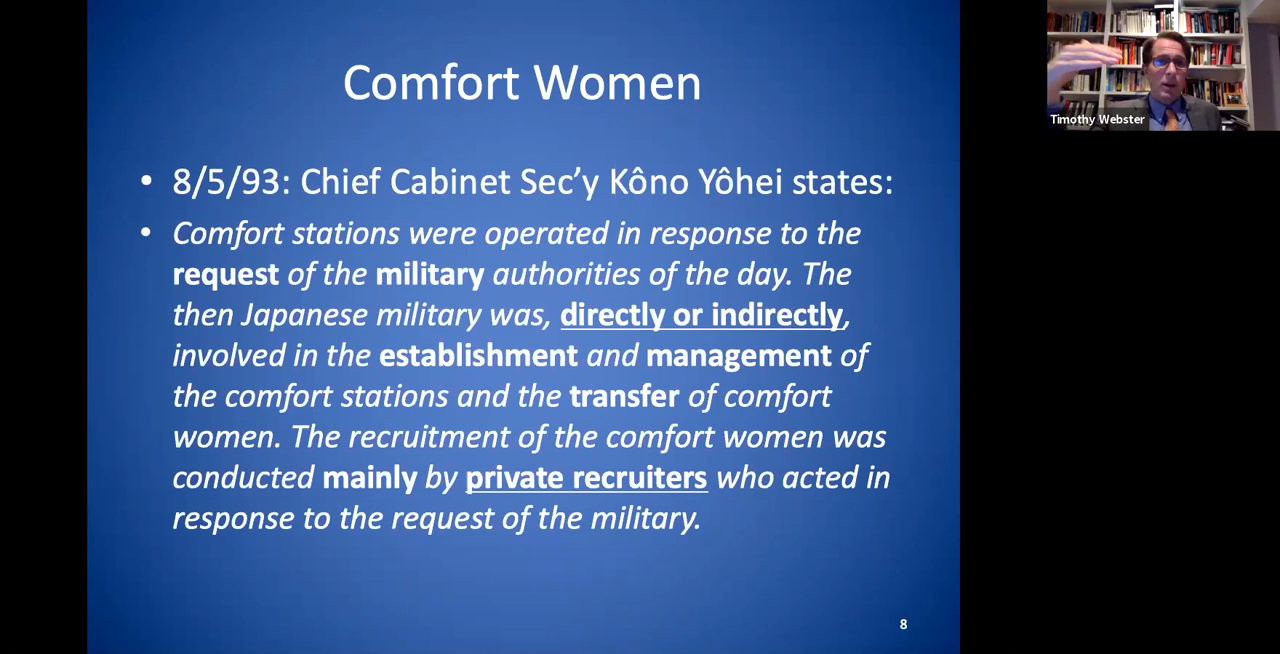 Comfort Women
• 8/5/93: Chief Cabinet Sec’y Kôno Yôhei states:
• Comfort stations were operated in response to the
request of the military authorities of the day. The
then Japanese military was, directly or indirectly,
involved in the establishment and management of
the comfort stations and the transfer of comfort
women. The recruitment of the comfort women was
conducted mainly by private recruiters who acted in
response to the request of the military.
8
Timothy Webster